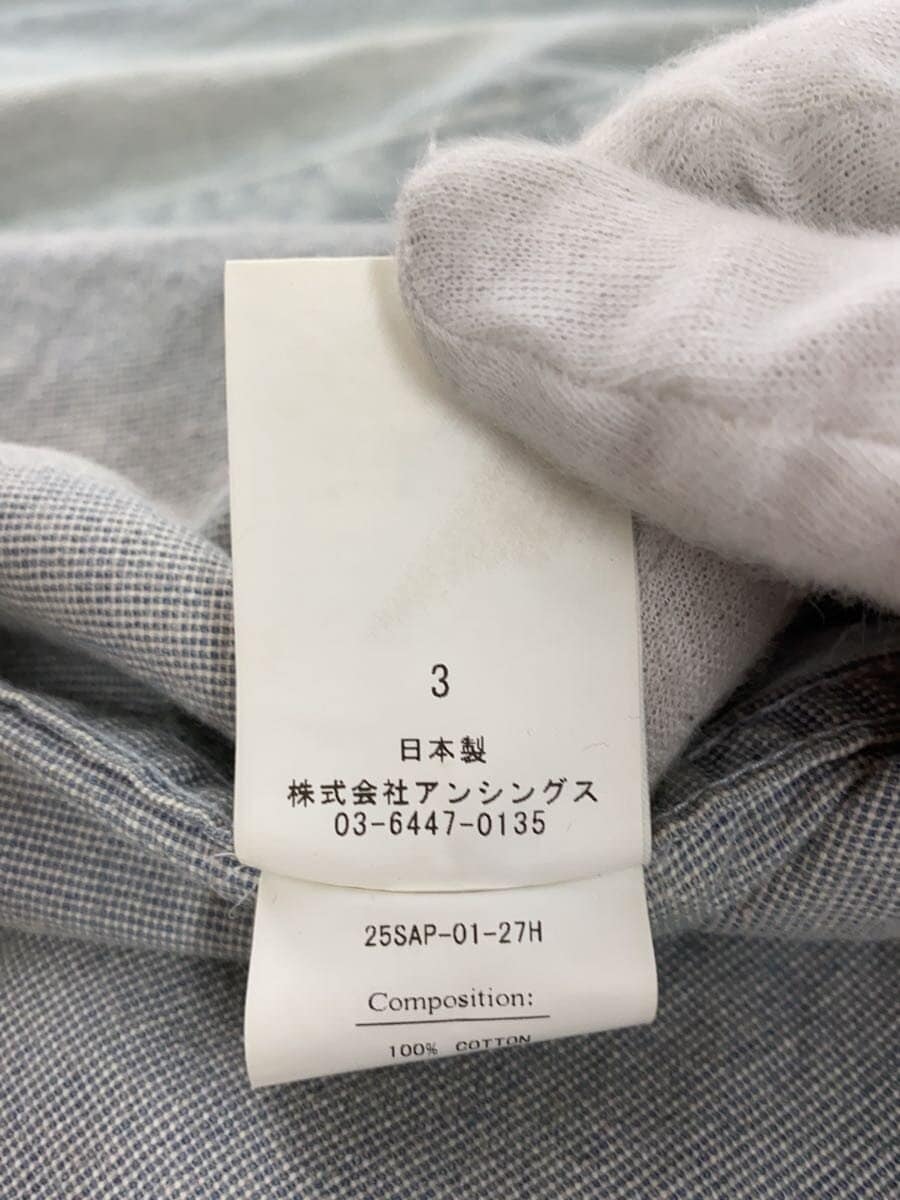 3
日本製
株式会社アンシングス
03-6447-0135
25SAP-01-27H
Composition:
100% COTTON